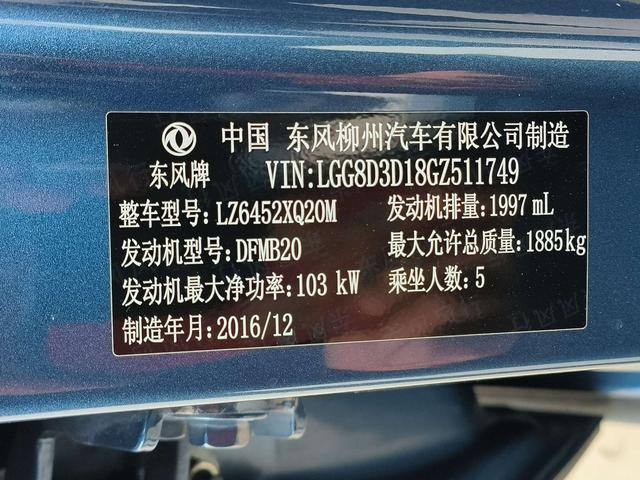 中国 东风柳州汽车有限公司制造
东风牌 VIN:LGG8D3D18GZ511749
整车型号:LZ6452XQ20M 发动机排量:1997 mL
发动机型号:DFMB20 最大允许总质量:1885kg
发动机最大净功率:103 kW 乘坐人数:5
制造年月:2016/12